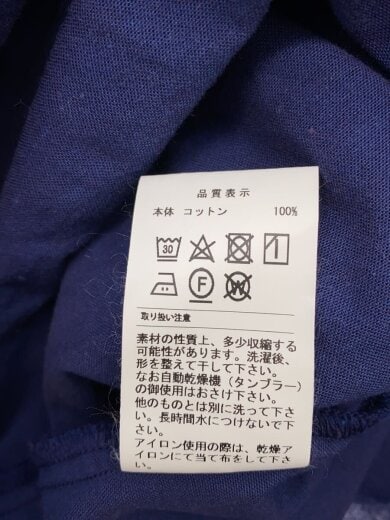 品質表示
本体 コットン 100%
30
F
W
取り扱い注意
素材の性質上、多少収縮する
可能性があります。洗濯後、
形を整えて干して下さい。
なお自動乾燥機（タンブラー）
の御使用はおさけ下さい。
他のものとは別に洗って下さ
い。長時間水につけないで下
さい。
アイロン使用の際は、乾燥ア
イロンにて当て布をして下さ
い。